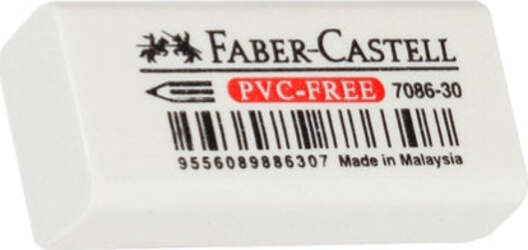 FABER-CASTELL
PVC-FREE 7086-30
9556089886307 Made in Malaysia